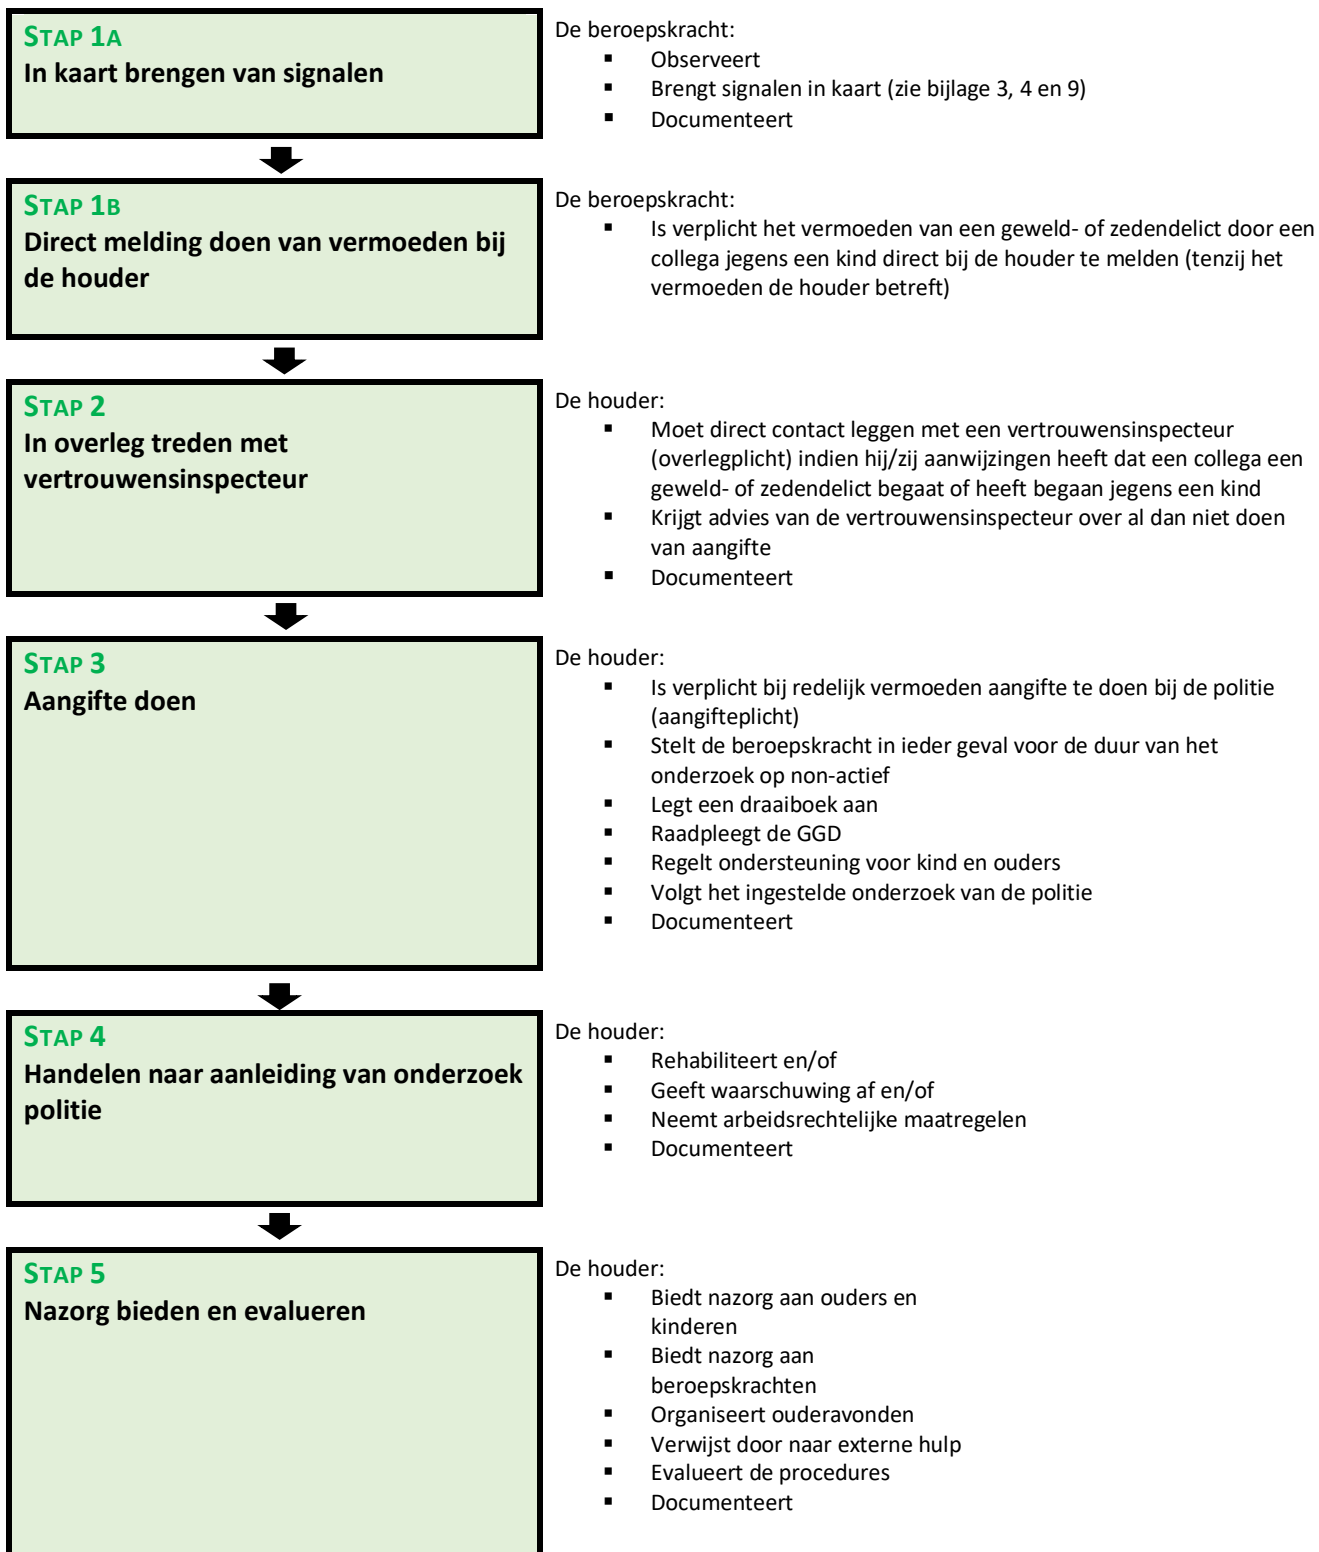 STAP 1A
In kaart brengen van signalen
De beroepskracht:
▪ Observeert
▪ Brengt signalen in kaart (zie bijlage 3, 4 en 9)
▪ Documenteert
STAP 1B
Direct melding doen van vermoeden bij
de houder
De beroepskracht:
▪ Is verplicht het vermoeden van een geweld- of zedendelict door een
collega jegens een kind direct bij de houder te melden (tenzij het
vermoeden de houder betreft)
STAP 2
In overleg treden met
vertrouwensinspecteur
De houder:
▪ Moet direct contact leggen met een vertrouwensinspecteur
(overlegplicht) indien hij/zij aanwijzingen heeft dat een collega een
geweld- of zedendelict begaat of heeft begaan jegens een kind
▪ Krijgt advies van de vertrouwensinspecteur over al dan niet doen
van aangifte
▪ Documenteert
STAP 3
Aangifte doen
De houder:
▪ Is verplicht bij redelijk vermoeden aangifte te doen bij de politie
(aangifteplicht)
▪ Stelt de beroepskracht in ieder geval voor de duur van het
onderzoek op non-actief
▪ Legt een draaiboek aan
▪ Raadpleegt de GGD
▪ Regelt ondersteuning voor kind en ouders
▪ Volgt het ingestelde onderzoek van de politie
▪ Documenteert
STAP 4
Handelen naar aanleiding van onderzoek
politie
De houder:
▪ Rehabiliteert en/of
▪ Geeft waarschuwing af en/of
▪ Neemt arbeidsrechtelijke maatregelen
▪ Documenteert
STAP 5
Nazorg bieden en evalueren
De houder:
▪ Biedt nazorg aan ouders en
kinderen
▪ Biedt nazorg aan
beroepskrachten
▪ Organiseert ouderavonden
▪ Verwijst door naar externe hulp
▪ Evalueert de procedures
▪ Documenteert